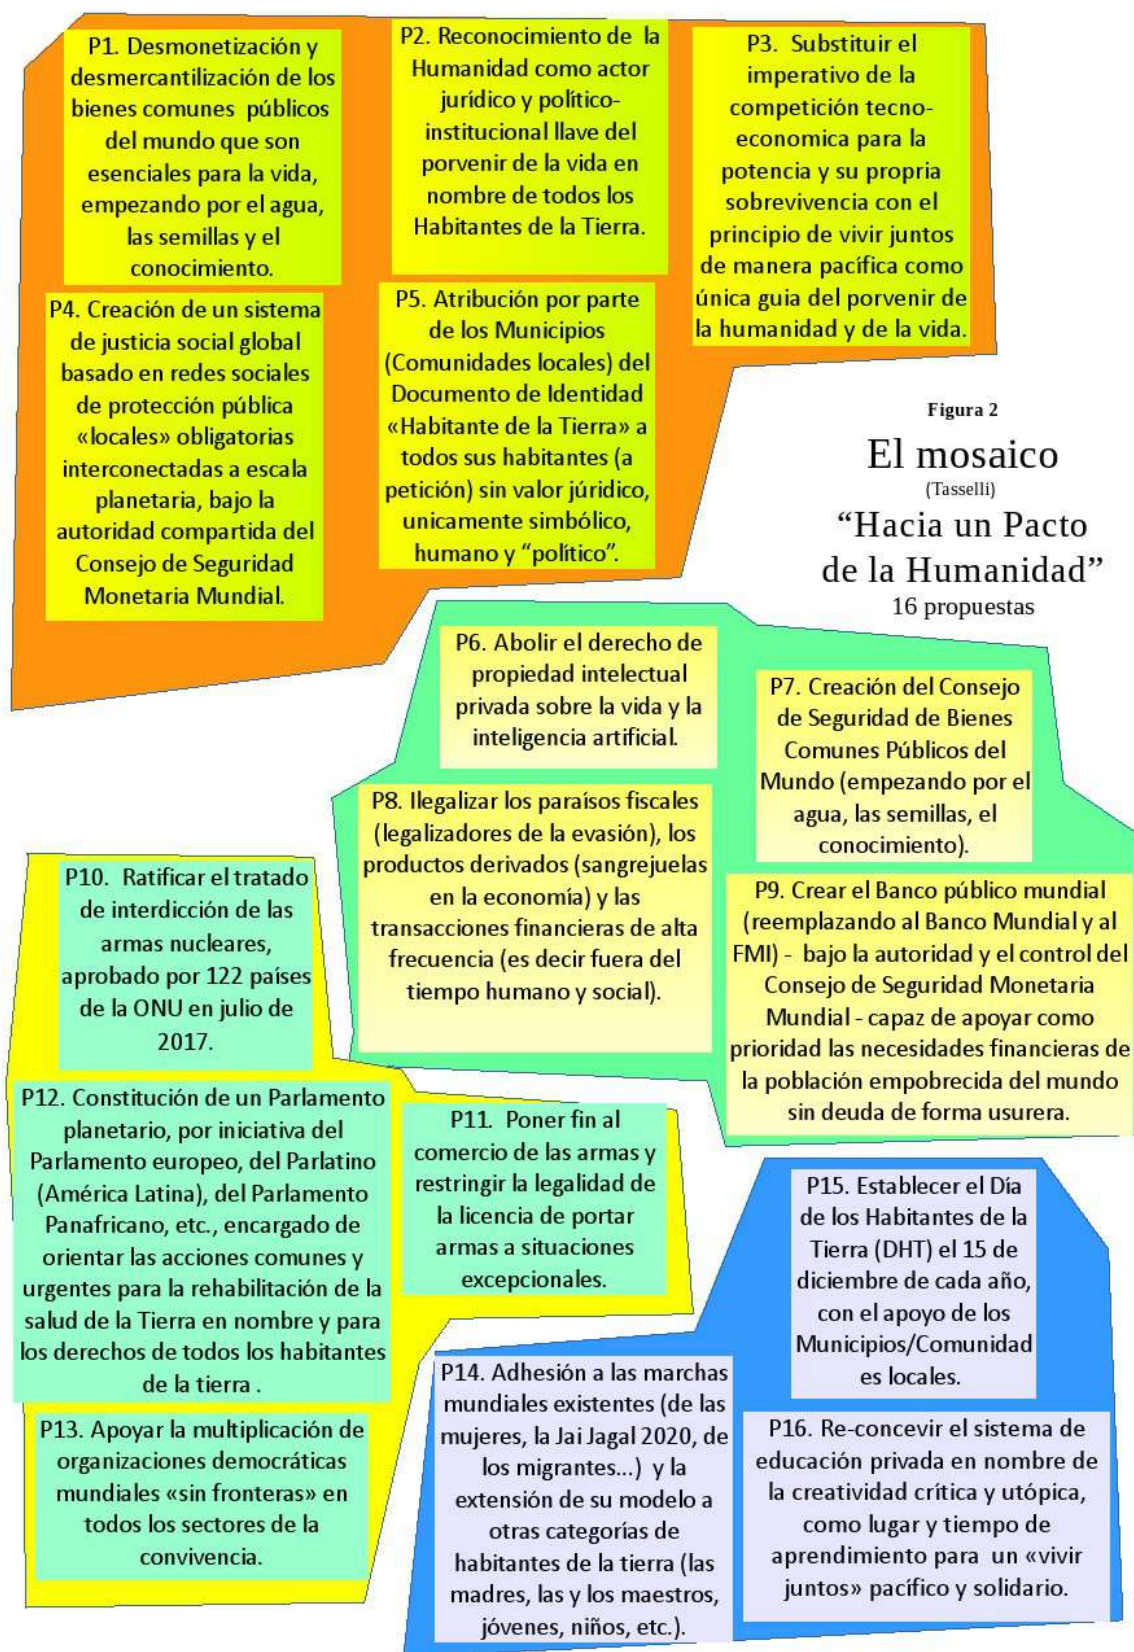 P1. Desmonetización y
desmercantilización de los
bienes comunes públicos
del mundo que son
esenciales para la vida,
empezando por el agua,
las semillas y el
conocimiento.
P2. Reconocimiento de la
Humanidad como actor
jurídico y político-
institucional llave del
porvenir de la vida en
nombre de todos los
Habitantes de la Tierra.
P3. Substituir el
imperativo de la
competición tecno-
economica para la
potencia y su propria
sobrevivencia con el
principio de vivir juntos
de manera pacífica como
única guia del porvenir de
la humanidad y de la vida.
P4. Creación de un sistema
de justicia social global
basado en redes sociales
de protección pública
«locales» obligatorias
interconectadas a escala
planetaria, bajo la
autoridad compartida del
Consejo de Seguridad
Monetaria Mundial.
P5. Atribución por parte
de los Municipios
(Comunidades locales) del
Documento de Identidad
«Habitante de la Tierra» a
todos sus habitantes (a
petición) sin valor júridico,
unicamente simbólico,
humano y “político”.
Figura 2
El mosaico
(Tasselli)
“Hacia un Pacto
de la Humanidad”
16 propuestas
P6. Abolir el derecho de
propiedad intelectual
privada sobre la vida y la
inteligencia artificial.
P7. Creación del Consejo
de Seguridad de Bienes
Comunes Públicos del
Mundo (empezando por el
agua, las semillas, el
conocimiento).
P8. Ilegalizar los paraísos fiscales
(legalizadores de la evasión), los
productos derivados (sangrejuelas
en la economía) y las
transacciones financieras de alta
frecuencia (es decir fuera del
tiempo humano y social).
P9. Crear el Banco público mundial
(reemplazando al Banco Mundial y al
FMI) - bajo la autoridad y el control del
Consejo de Seguridad Monetaria
Mundial - capaz de apoyar como
prioridad las necesidades financieras de
la población empobrecida del mundo
sin deuda de forma usurera.
P10. Ratificar el tratado
de interdicción de las
armas nucleares,
aprobado por 122 países
de la ONU en julio de
2017.
P12. Constitución de un Parlamento
planetario, por iniciativa del
Parlamento europeo, del Parlatino
(América Latina), del Parlamento
Panafricano, etc., encargado de
orientar las acciones comunes y
urgentes para la rehabilitación de la
salud de la Tierra en nombre y para
los derechos de todos los habitantes
de la tierra .
P11. Poner fin al
comercio de las armas y
restringir la legalidad de
la licencia de portar
armas a situaciones
excepcionales.
P13. Apoyar la multiplicación de
organizaciones democráticas
mundiales «sin fronteras» en
todos los sectores de la
convivencia.
P15. Establecer el Día
de los Habitantes de la
Tierra (DHT) el 15 de
diciembre de cada año,
con el apoyo de los
Municipios/Comunidad
es locales.
P14. Adhesión a las marchas
mundiales existentes (de las
mujeres, la Jai Jagal 2020, de
los migrantes...) y la
extensión de su modelo a
otras categorías de
habitantes de la tierra (las
madres, las y los maestros,
jóvenes, niños, etc.).
P16. Re-concevir el sistema de
educación privada en nombre de
la creatividad crítica y utópica,
como lugar y tiempo de
aprendimiento para un «vivir
juntos» pacífico y solidario.